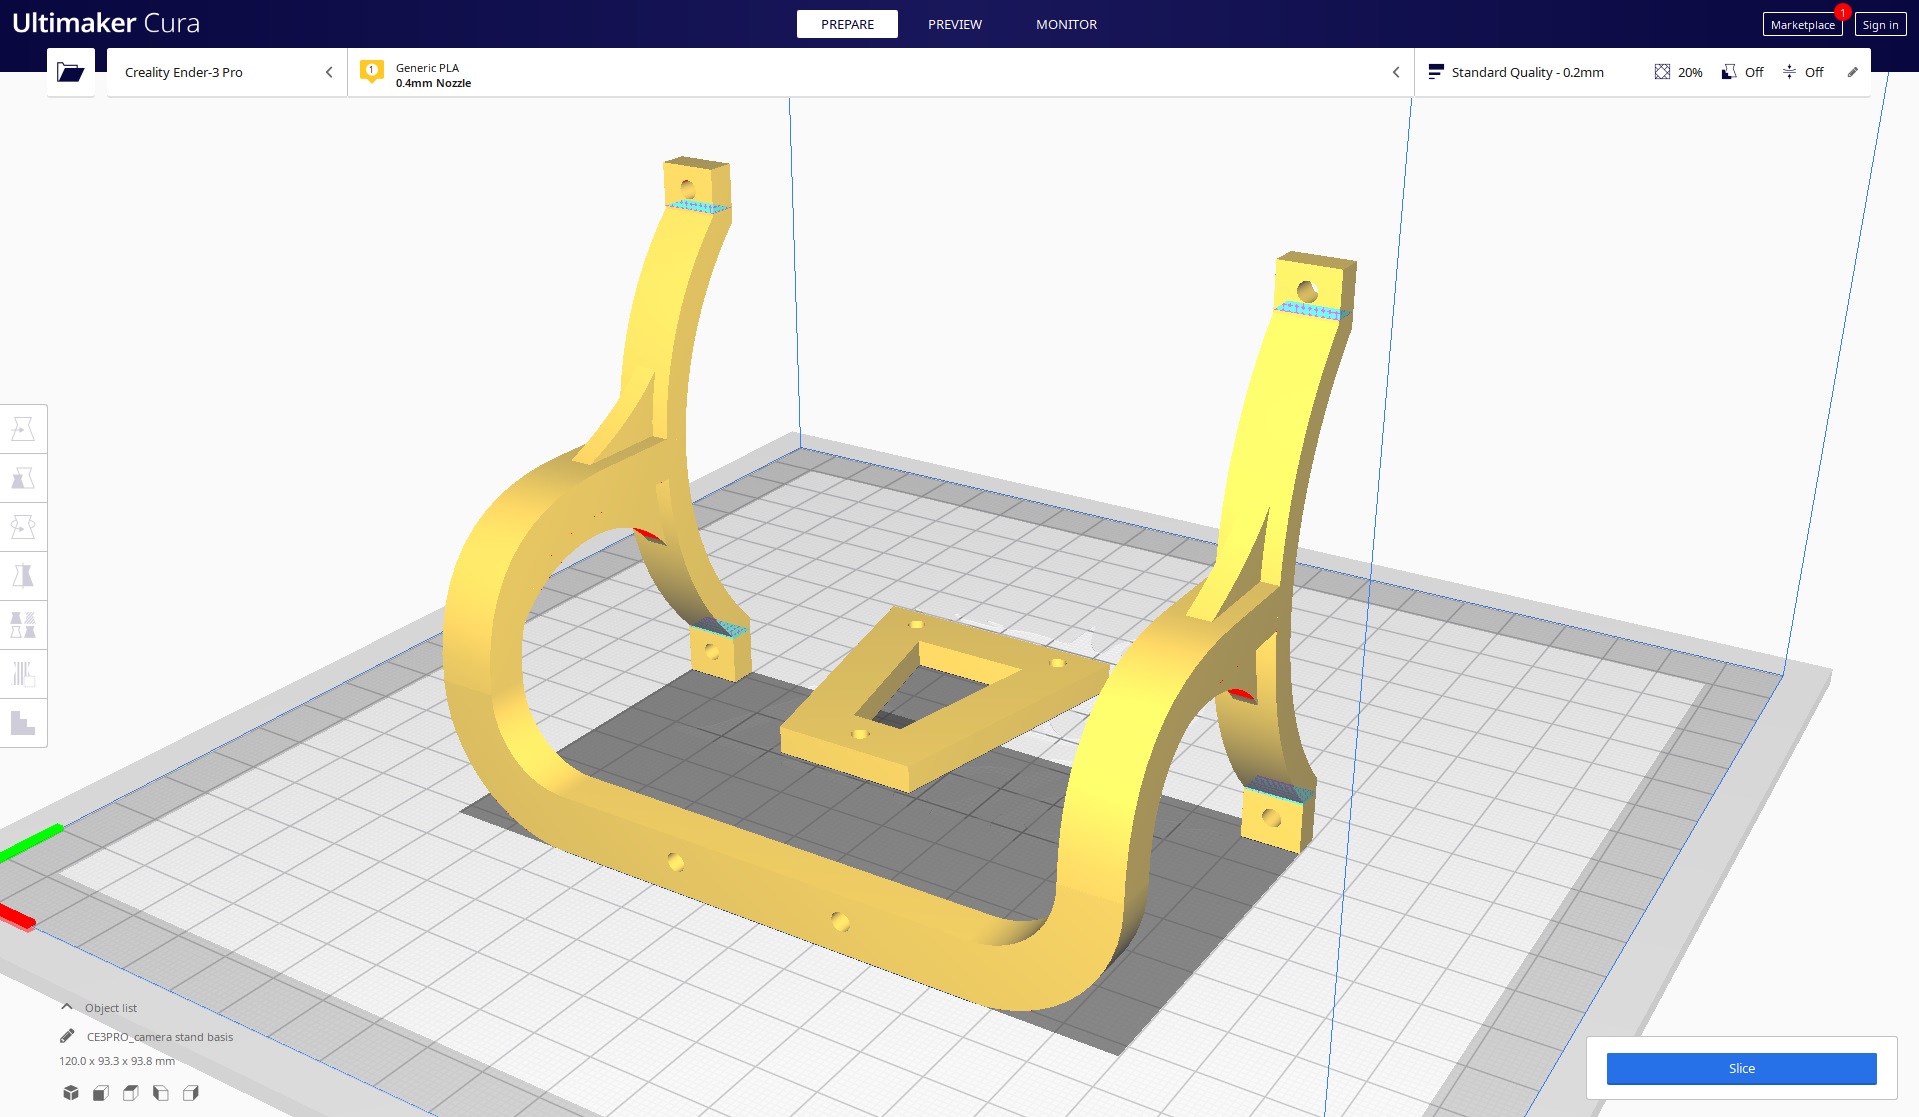 Ultimaker Cura
PREPARE
PREVIEW
MONITOR
Marketplace
1
Sign in
Creality Ender-3 Pro
1
Generic PLA
0.4mm Nozzle
Standard Quality - 0.2mm
20%
Off
Off
Object list
CE3PRO_camera stand basis
120.0 x 93.3 x 93.8 mm
Slice